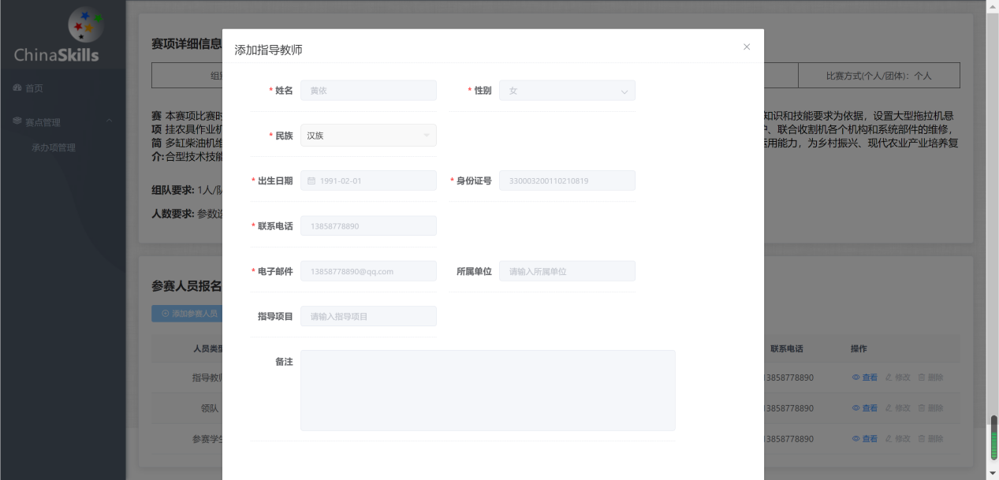 ChinaSkills
首页
赛点管理
承办项管理
赛项详细信息
比赛方式(个人/团体): 个人
赛 本赛项比赛时
知识和技能要求为依据，设置大型拖拉机悬
项 挂农具作业机
、联合收割机各个机构和系统部件的维修，
简 多缸柴油机维
运用能力，为乡村振兴、现代农业产业培养复
介: 合型技术技能
组队要求: 1人/队
人数要求: 参数选
参赛人员报名
添加参赛人员
人员类型
联系电话
操作
指导教师
13858778890
查看 修改 删除
领队
13858778890
查看 修改 删除
参赛学生
13858778890
查看 修改 删除
添加指导教师
* 姓名 黄依
* 性别 女
* 民族 汉族
* 出生日期 1991-02-01
* 身份证号 330003200110210819
* 联系电话 13858778890
* 电子邮件 13858778890@qq.com
所属单位 请输入所属单位
指导项目 请输入指导项目
备注